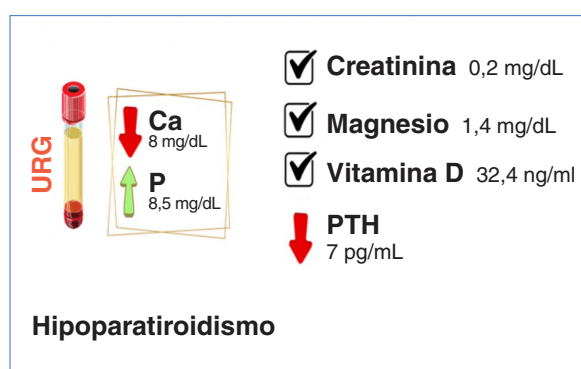 URG
Ca
8 mg/dL
P
8,5 mg/dL
Creatinina 0,2 mg/dL
Magnesio 1,4 mg/dL
Vitamina D 32,4 ng/ml
PTH
7 pg/mL
Hipoparatiroidismo